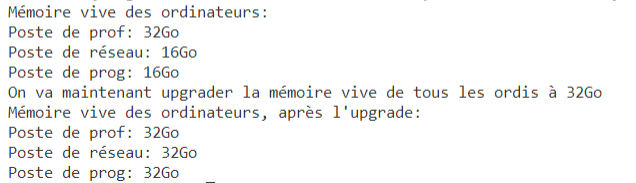 Mémoire vive des ordinateurs:
Poste de prof: 32Go
Poste de réseau: 16Go
Poste de prog: 16Go
On va maintenant upgrader la mémoire vive de tous les ordis à 32Go
Mémoire vive des ordinateurs, après l'upgrade:
Poste de prof: 32Go
Poste de réseau: 32Go
Poste de prog: 32Go